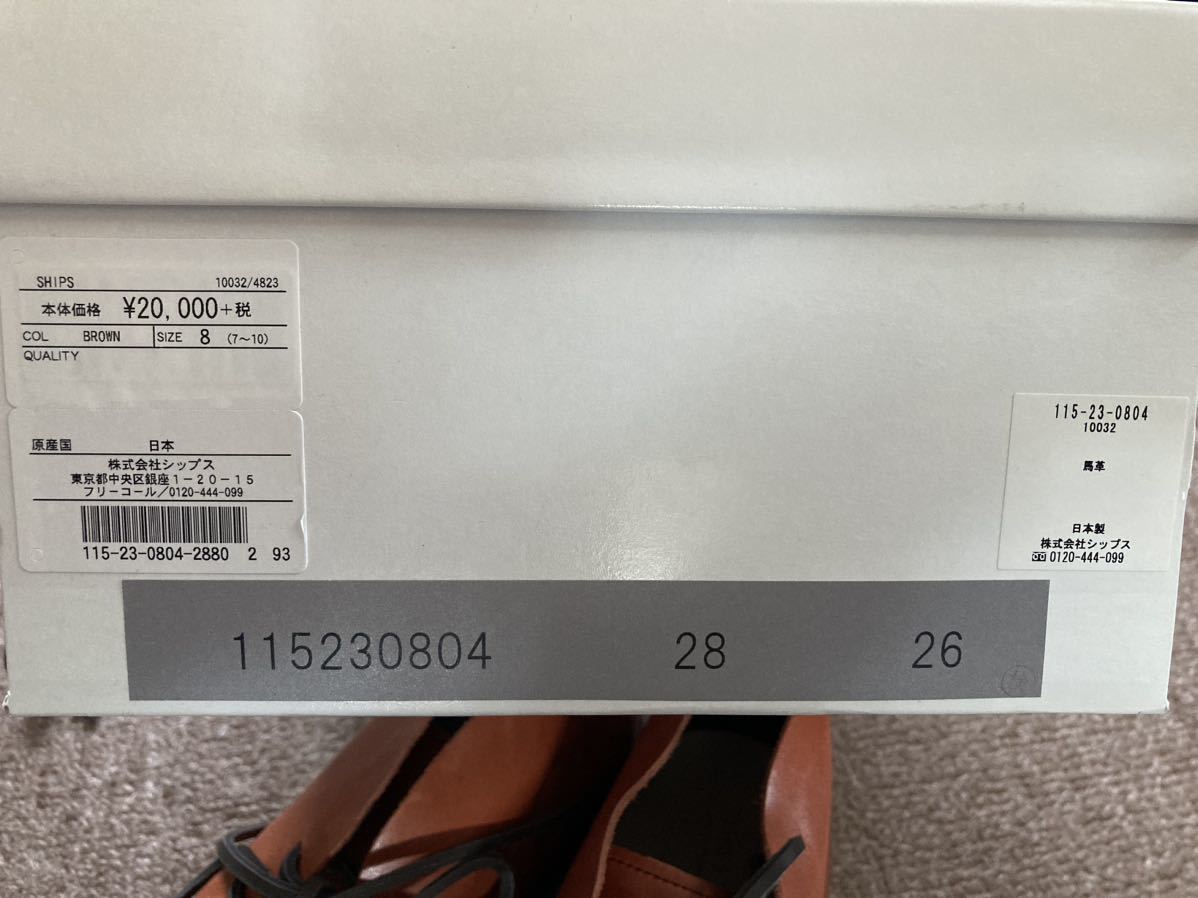 SHIPS 10032/4823
本体価格 ¥20,000+税
COL BROWN SIZE 8 (7〜10)
QUALITY
原産国 日本
株式会社シップス
東京都中央区銀座1-20-15
フリーコール/0120-444-099
115-23-0804-2880 2 93
115-23-0804
10032
馬革
日本製
株式会社シップス
0120-444-099
115230804 28 26